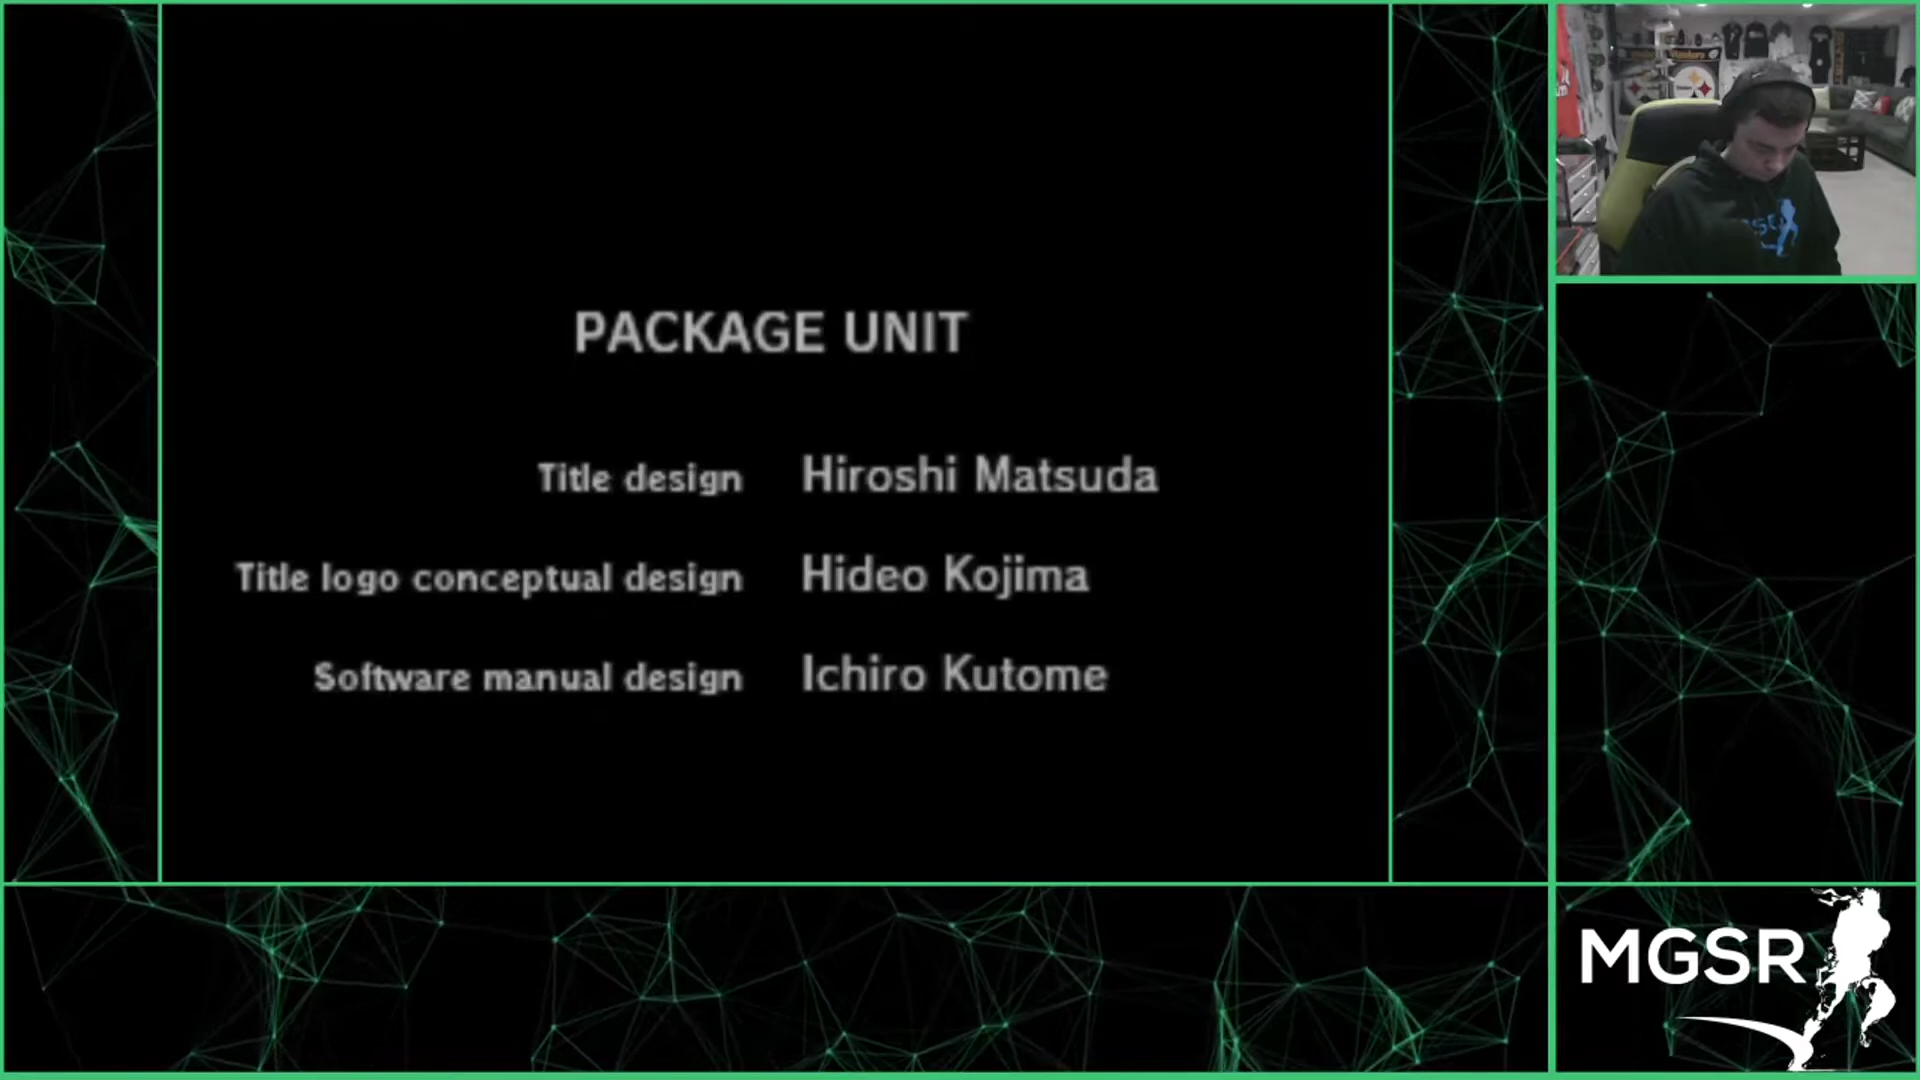 PACKAGE UNIT
Title design Hiroshi Matsuda
Title logo conceptual design Hideo Kojima
Software manual design Ichiro Kutome
MGSR